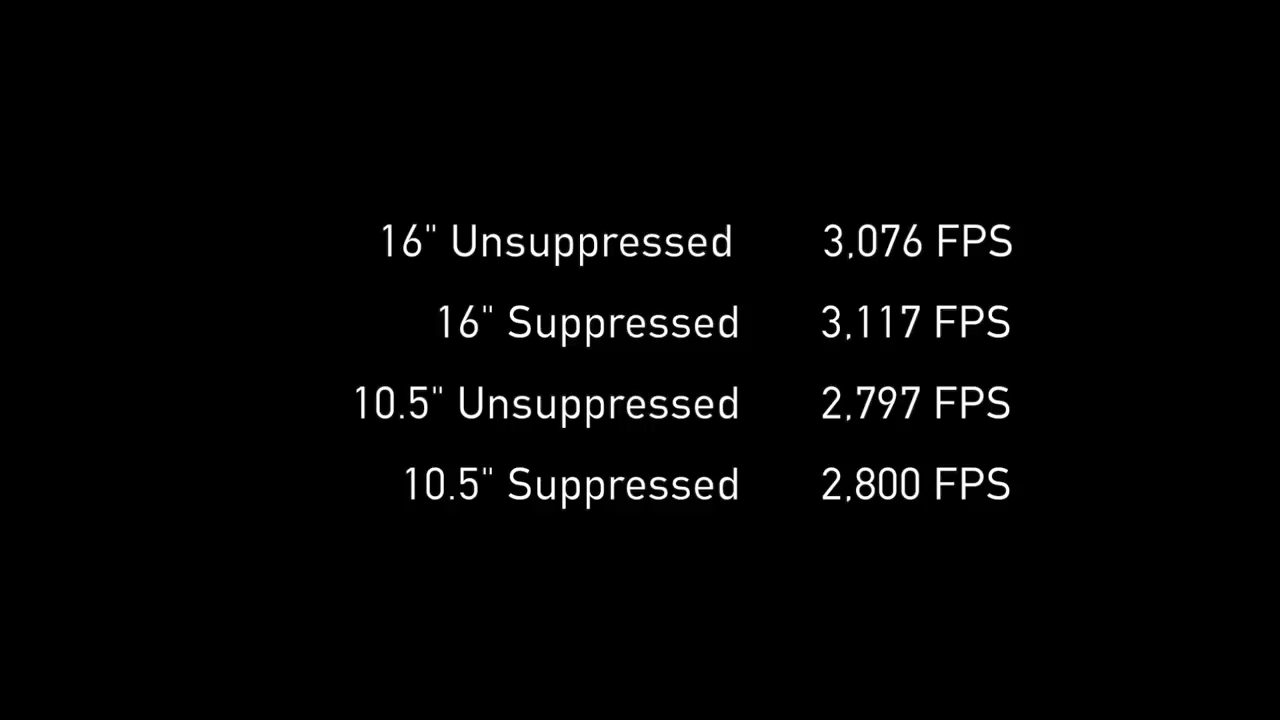 16" Unsuppressed 3,076 FPS
16" Suppressed 3,117 FPS
10.5" Unsuppressed 2,797 FPS
10.5" Suppressed 2,800 FPS